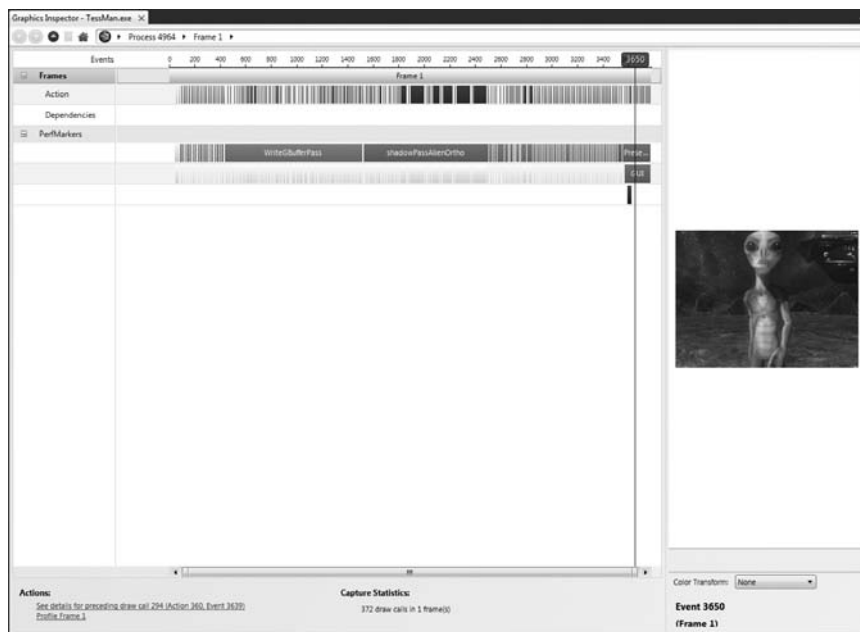 Graphics Inspector - TessMan.exe X
Process 4964 Frame 1
Events 0 200 400 600 800 1000 1200 1400 1600 1800 2000 2200 2400 2600 2800 3000 3200 3400 3650
Frames Frame 1
Action
Dependencies
PerfMarkers
WriteGBufferPass shadowPassAlienOrtho Prese...
GUI
Color Transform: None
Actions: Capture Statistics:
See details for preceding draw call 294 (Action 360, Event 3639) 372 draw calls in 1 frame(s)
Profile Frame 1
Event 3650
(Frame 1)